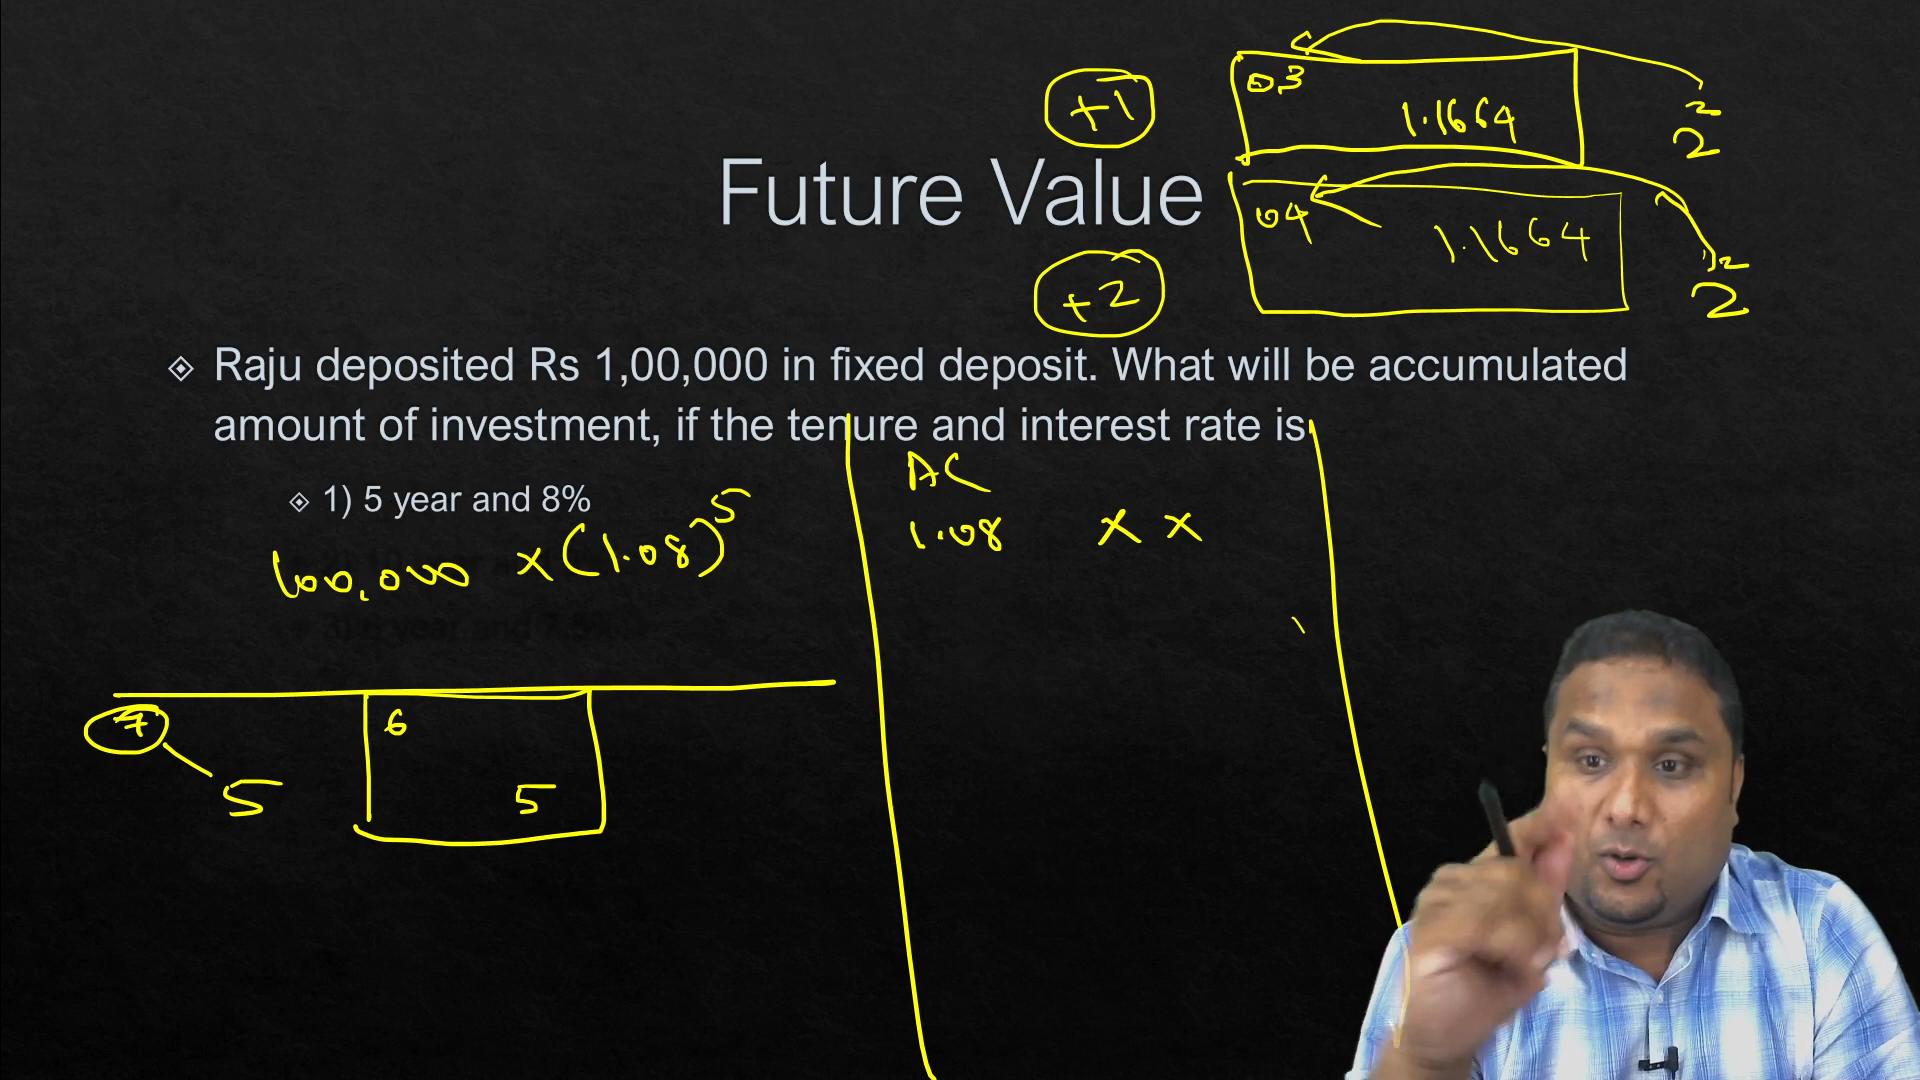 03
1.1664
+1
2
2
Future Value
04
1.1664
+2
2
2
Raju deposited Rs 1,00,000 in fixed deposit. What will be accumulated
amount of investment, if the tenure and interest rate is
AC
1) 5 year and 8%
1.08 × ×
100,000 × (1.08)5
6
5
5